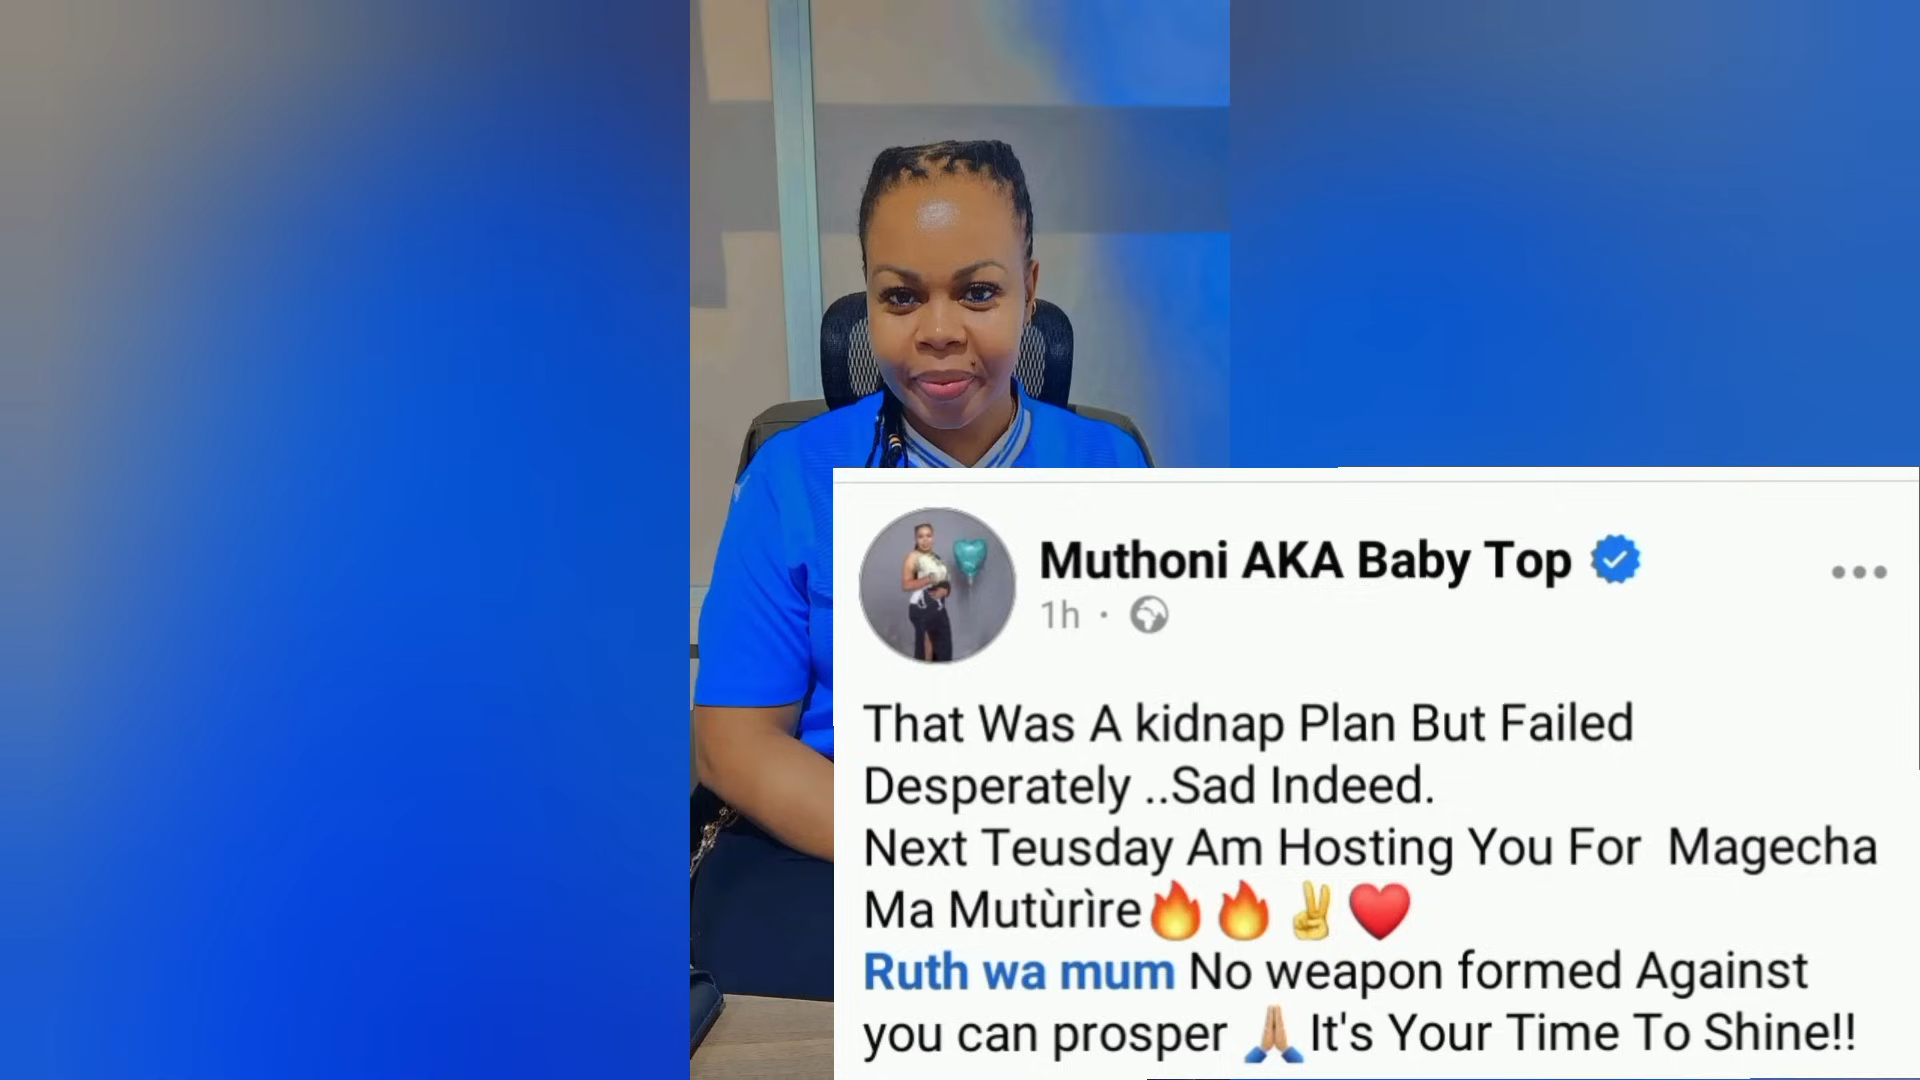 Muthoni AKA Baby Top
1h ·
That Was A kidnap Plan But Failed
Desperately ..Sad Indeed.
Next Teusday Am Hosting You For Magecha
Ma Mutùrìre🔥🔥✌️❤️
Ruth wa mum No weapon formed Against
you can prosper 🙏🏽It's Your Time To Shine!!